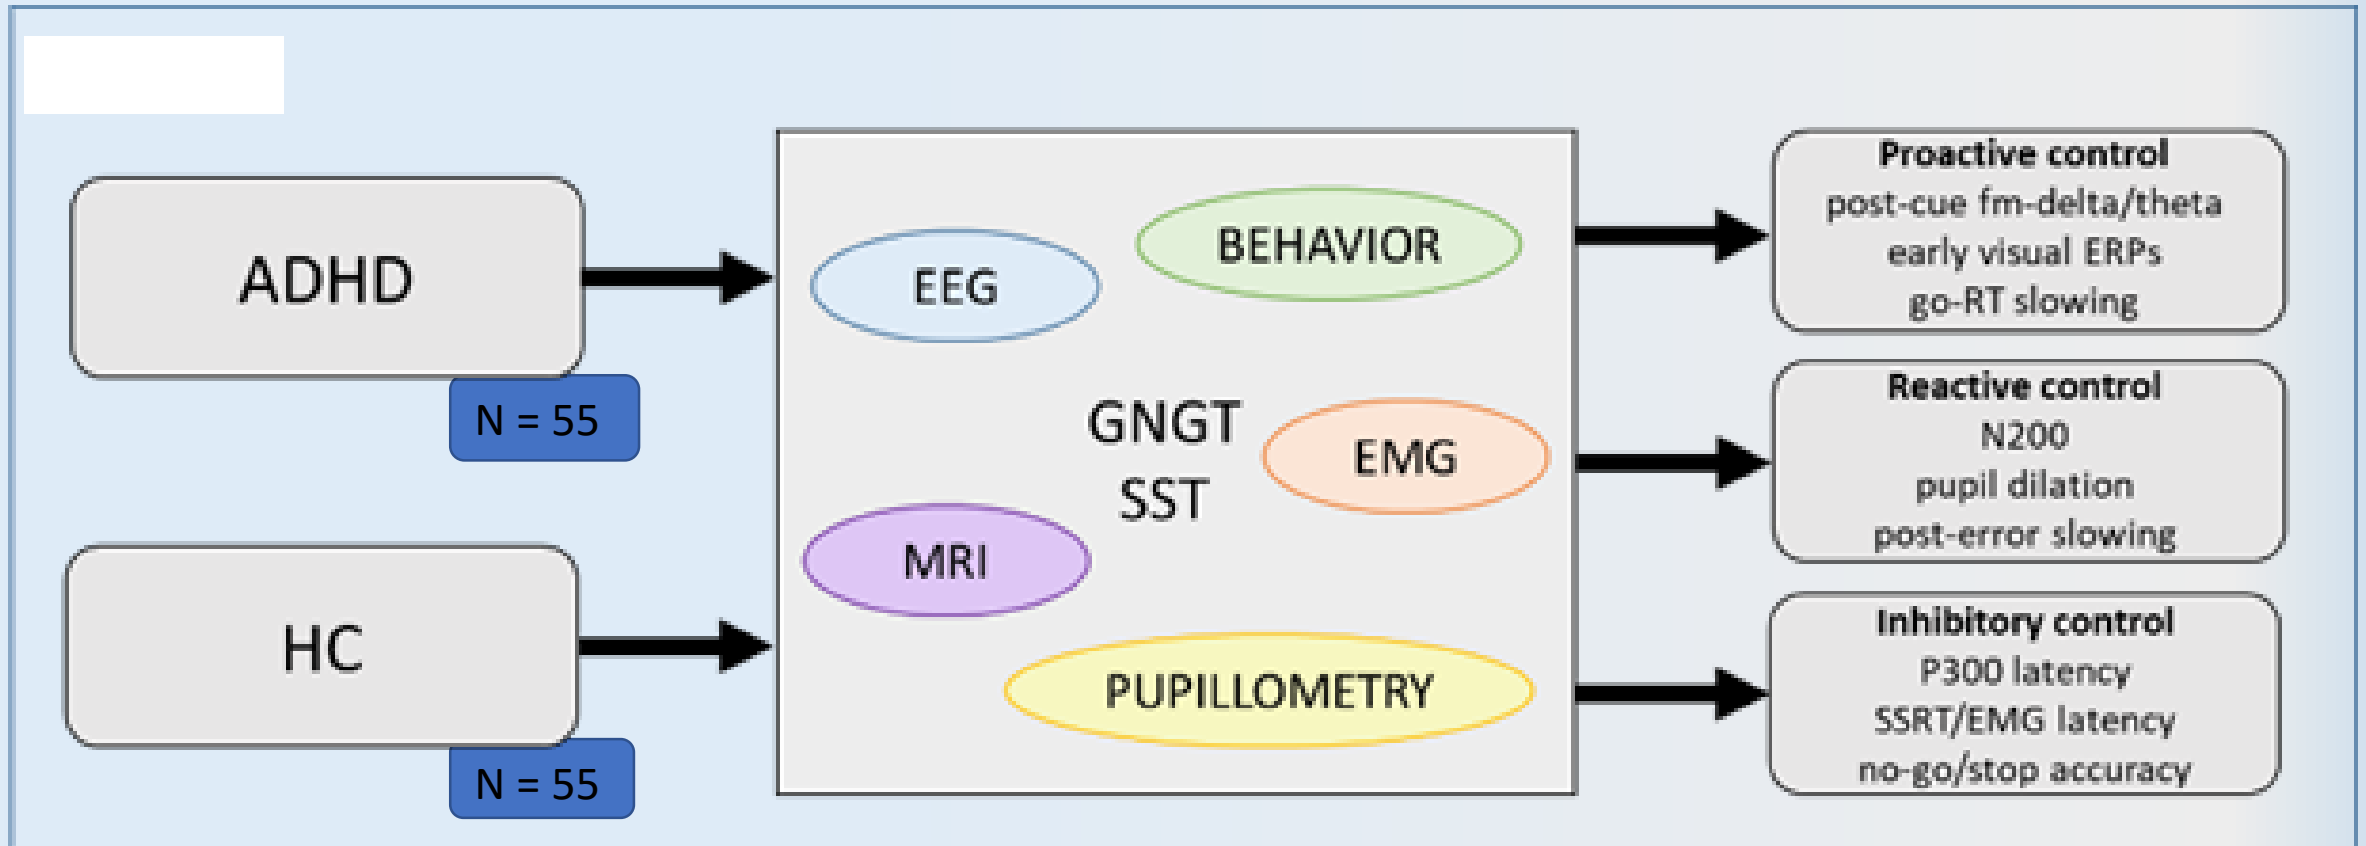 ADHD
N = 55
HC
N = 55
EEG
BEHAVIOR
GNGT
SST
EMG
MRI
PUPILLOMETRY
Proactive control
post-cue fm-delta/theta
early visual ERPs
go-RT slowing
Reactive control
N200
pupil dilation
post-error slowing
Inhibitory control
P300 latency
SSRT/EMG latency
no-go/stop accuracy